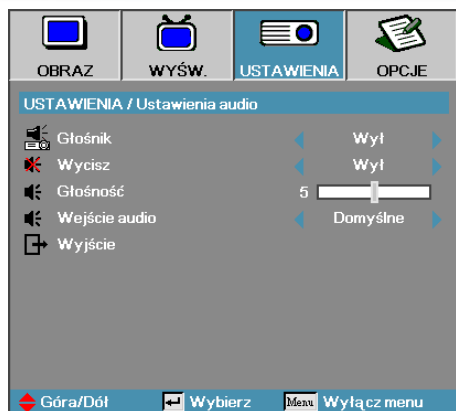 OBRAZ WYŚW. USTAWIENIA OPCJE
USTAWIENIA / Ustawienia audio
Głośnik Wył
Wycisz Wył
Głośność 5
Wejście audio Domyślne
Wyjście
Góra/Dół Wybierz Menu Wyłącz menu